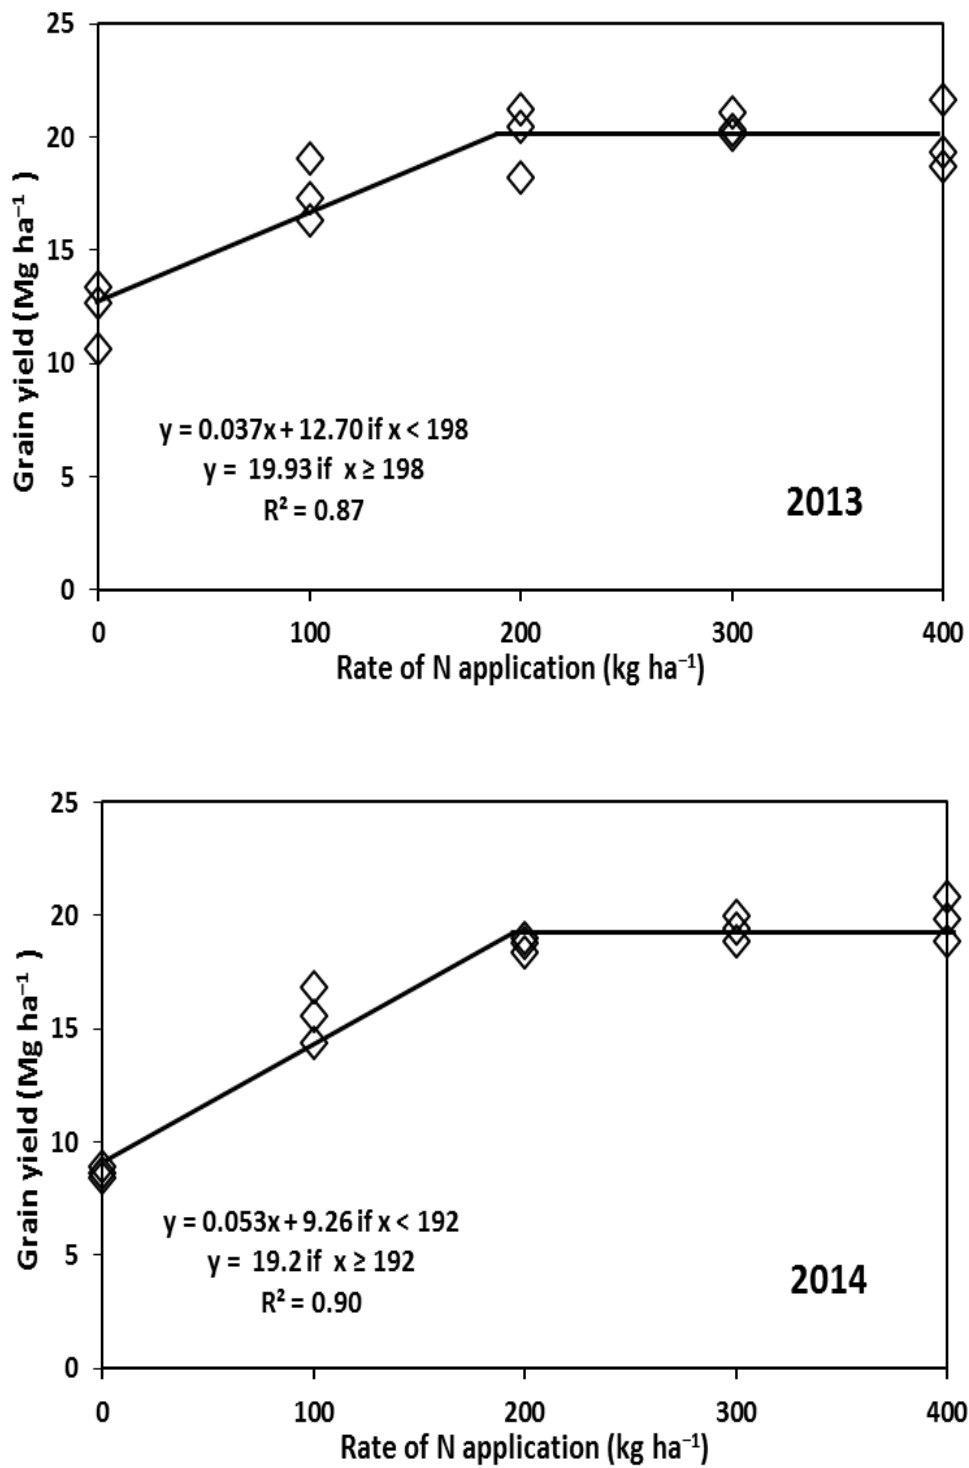 25
20
15
10
5
0
Grain yield (Mg ha⁻¹ )
y = 0.037x + 12.70 if x < 198
y = 19.93 if x ≥ 198
R² = 0.87
2013
0 100 200 300 400
Rate of N application (kg ha⁻¹)
25
20
15
10
5
0
Grain yield (Mg ha⁻¹ )
y = 0.053x + 9.26 if x < 192
y = 19.2 if x ≥ 192
R² = 0.90
2014
0 100 200 300 400
Rate of N application (kg ha⁻¹)